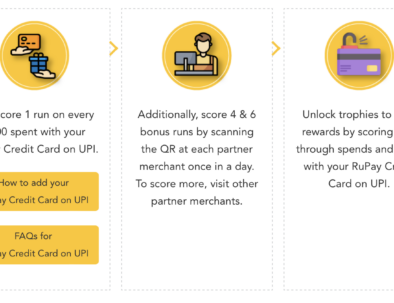 core 1 run on every
00 spent with your
Credit Card on UPI.
How to add your
Credit Card on UPI
FAQs for
Credit Card on UPI
Additionally, score 4 & 6
bonus runs by scanning
the QR at each partner
merchant once in a day.
To score more, visit other
partner merchants.
Unlock trophies to
rewards by scoring
through spends and
with your RuPay
Card on UPI.